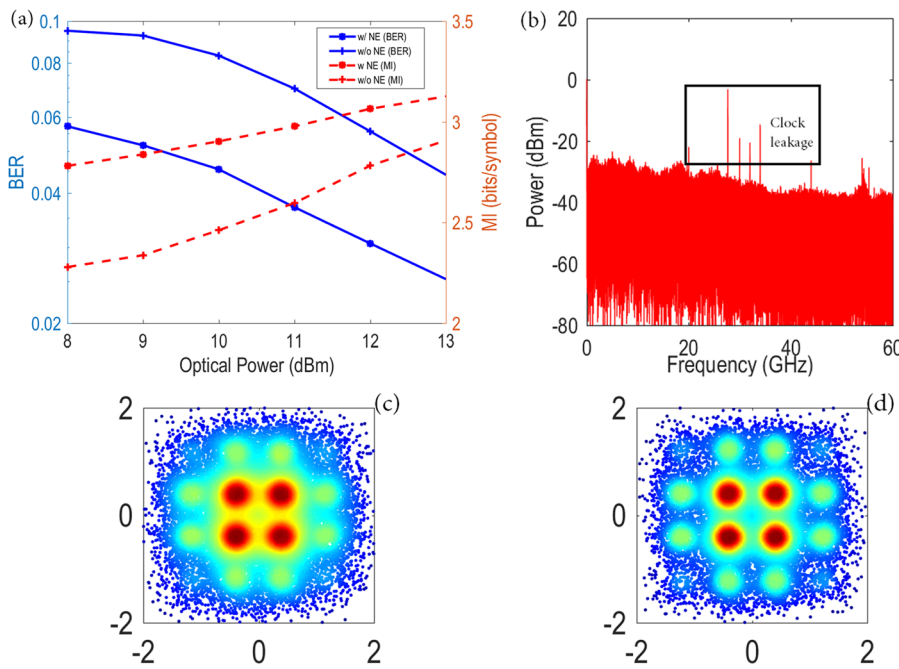 (a)
0.1
0.08
0.06
0.04
0.02
BER
8 9 10 11 12 13
Optical Power (dBm)
3.5
3
2.5
2
MI (bits/symbol)
w/ NE (BER)
w/o NE (BER)
w NE (MI)
w/o NE (MI)
(b)
20
0
-20
-40
-60
-80
Power (dBm)
Clock
leakage
0 20 40 60
Frequency (GHz)
(c)
2
0
-2
-2 0 2
(d)
2
0
-2
-2 0 2